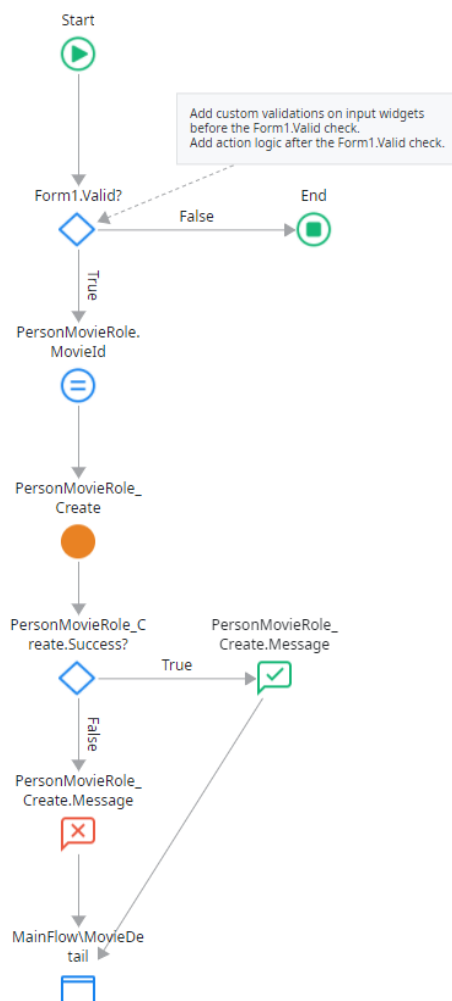 Start
Add custom validations on input widgets
before the Form1.Valid check.
Add action logic after the Form1.Valid check.
Form1.Valid?
False
End
True
PersonMovieRole.
MovieId
PersonMovieRole_
Create
PersonMovieRole_C
reate.Success?
True
PersonMovieRole_
Create.Message
False
PersonMovieRole_
Create.Message
MainFlow\MovieDe
tail